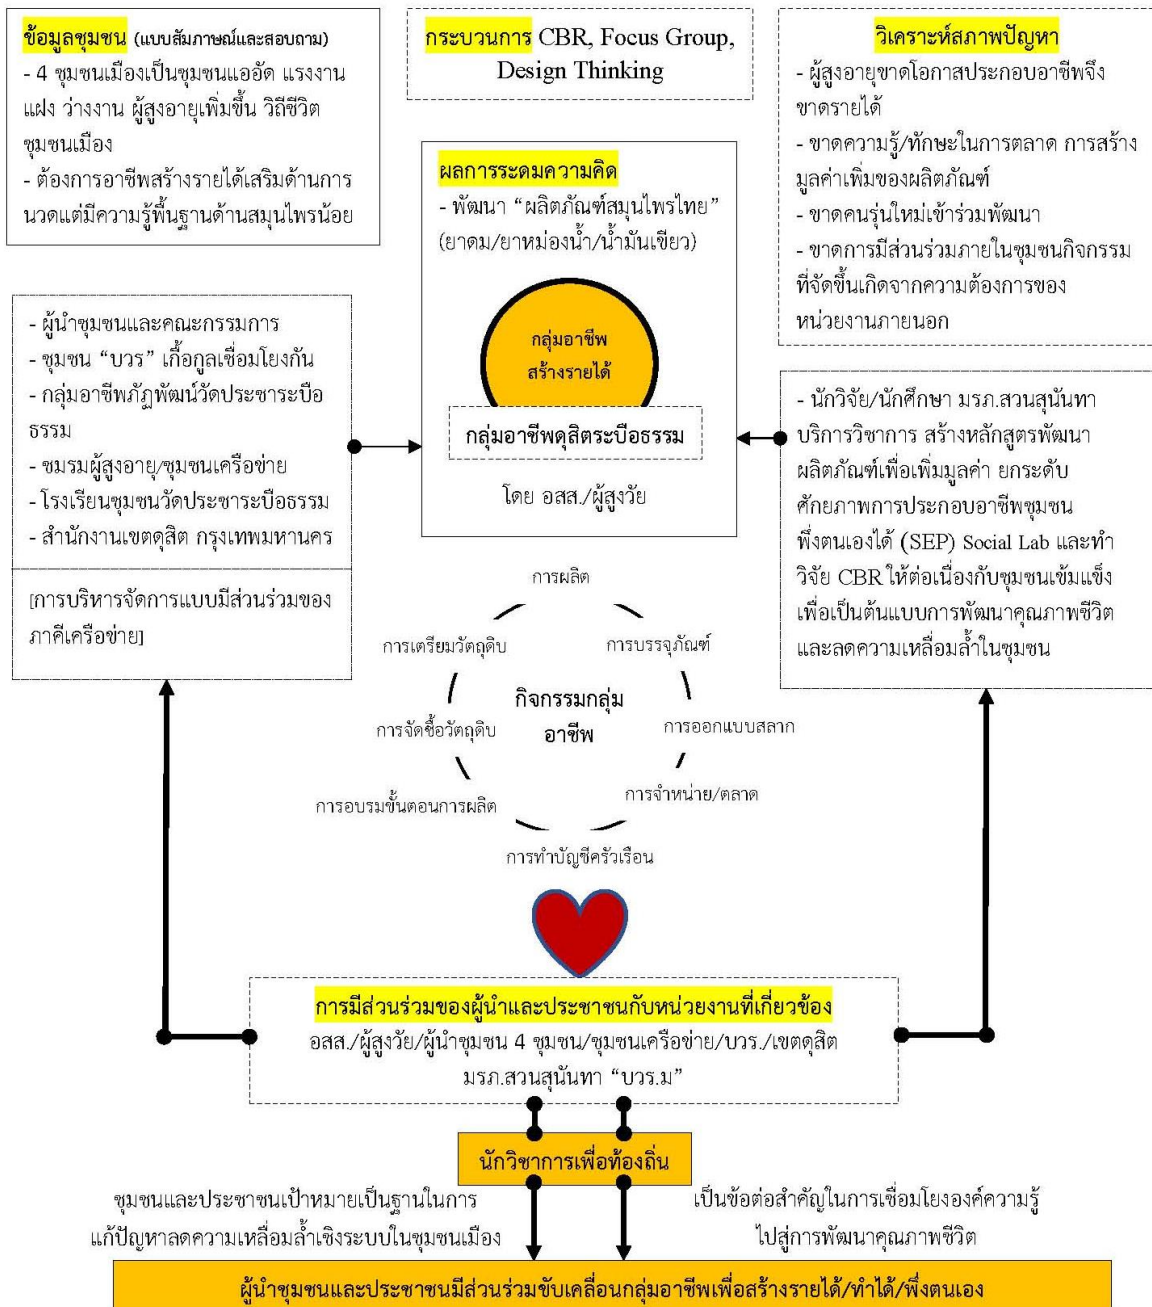 ข้อมูลชุมชน (แบบสัมภาษณ์และสอบถาม)
- 4 ชุมชนเมืองเป็นชุมชนแออัด แรงงาน
แฝง ว่างงาน ผู้สูงอายุเพิ่มขึ้น วิถีชีวิต
ชุมชนเมือง
- ต้องการอาชีพสร้างรายได้เสริมด้านการ
นวดแต่มีความรู้พื้นฐานด้านสมุนไพรน้อย
กระบวนการ CBR, Focus Group,
Design Thinking
วิเคราะห์สภาพปัญหา
- ผู้สูงอายุขาดโอกาสประกอบอาชีพจึง
ขาดรายได้
- ขาดความรู้/ทักษะในการตลาด การสร้าง
มูลค่าเพิ่มของผลิตภัณฑ์
- ขาดคนรุ่นใหม่เข้าร่วมพัฒนา
- ขาดการมีส่วนร่วมภายในชุมชนกิจกรรม
ที่จัดขึ้นเกิดจากความต้องการของ
หน่วยงานภายนอก
ผลการระดมความคิด
- พัฒนา “ผลิตภัณฑ์สมุนไพรไทย”
(ยาดม/ยาหม่องน้ำ/น้ำมันเขียว)
กลุ่มอาชีพ
สร้างรายได้
กลุ่มอาชีพดุสิตระบือธรรม
โดย อสส./ผู้สูงวัย
- ผู้นำชุมชนและคณะกรรมการ
- ชุมชน “บวร” เกื้อกูลเชื่อมโยงกัน
- กลุ่มอาชีพภัฏพัฒน์วัดประชาระบือ
ธรรม
- ชมรมผู้สูงอายุ/ชุมชนเครือข่าย
- โรงเรียนชุมชนวัดประชาระบือธรรม
- สำนักงานเขตดุสิต กรุงเทพมหานคร
[การบริหารจัดการแบบมีส่วนร่วมของ
ภาคีเครือข่าย]
- นักวิจัย/นักศึกษา มรภ.สวนสุนันทา
บริการวิชาการ สร้างหลักสูตรพัฒนา
ผลิตภัณฑ์เพื่อเพิ่มมูลค่า ยกระดับ
ศักยภาพการประกอบอาชีพชุมชน
พึ่งตนเองได้ (SEP) Social Lab และทำ
วิจัย CBR ให้ต่อเนื่องกับชุมชนเข้มแข็ง
เพื่อเป็นต้นแบบการพัฒนาคุณภาพชีวิต
และลดความเหลื่อมล้ำในชุมชน
การผลิต
การเตรียมวัตถุดิบ
การบรรจุภัณฑ์
กิจกรรมกลุ่ม
อาชีพ
การจัดซื้อวัตถุดิบ
การออกแบบสลาก
การอบรมขั้นตอนการผลิต
การจำหน่าย/ตลาด
การทำบัญชีครัวเรือน
การมีส่วนร่วมของผู้นำและประชาชนกับหน่วยงานที่เกี่ยวข้อง
อสส./ผู้สูงวัย/ผู้นำชุมชน 4 ชุมชน/ชุมชนเครือข่าย/บวร./เขตดุสิต
มรภ.สวนสุนันทา “บวร.ม”
นักวิชาการเพื่อท้องถิ่น
ชุมชนและประชาชนเป้าหมายเป็นฐานในการ
แก้ปัญหาลดความเหลื่อมล้ำเชิงระบบในชุมชนเมือง
เป็นข้อต่อสำคัญในการเชื่อมโยงองค์ความรู้
ไปสู่การพัฒนาคุณภาพชีวิต
ผู้นำชุมชนและประชาชนมีส่วนร่วมขับเคลื่อนกลุ่มอาชีพเพื่อสร้างรายได้/ทำได้/พึ่งตนเอง